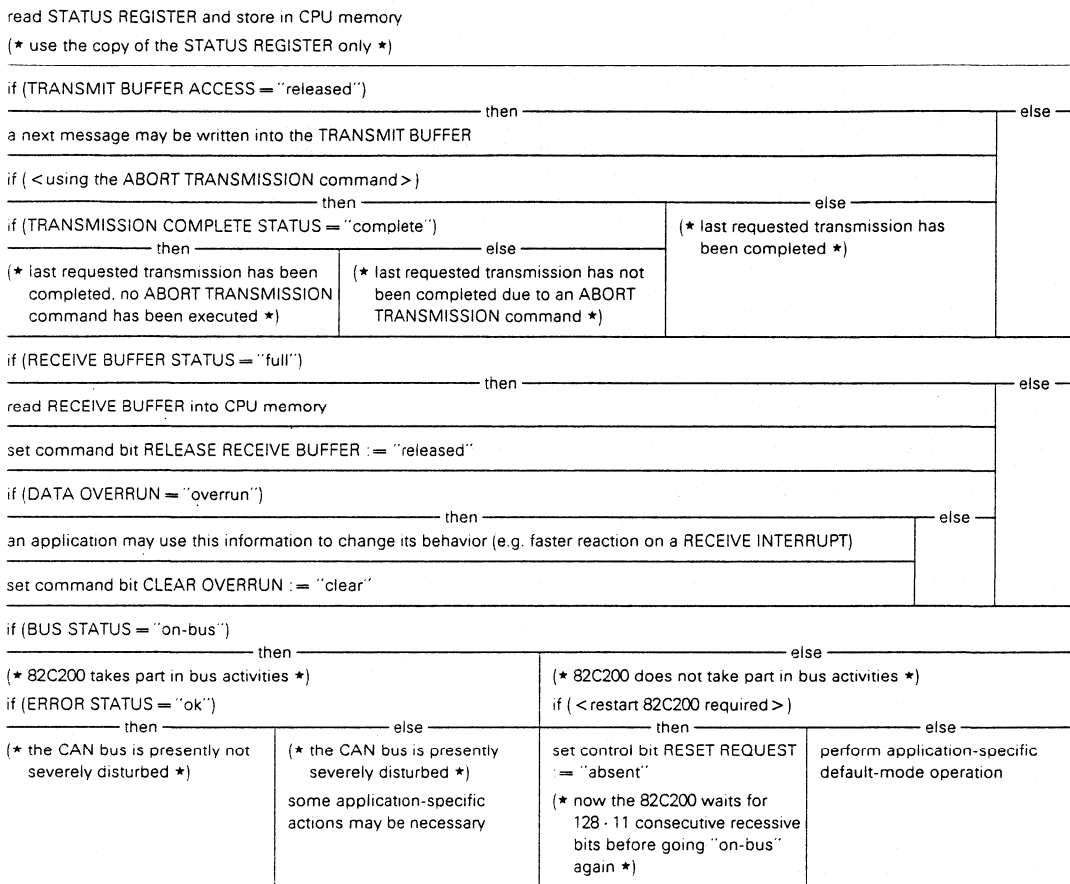 read STATUS REGISTER and store in CPU memory
(★ use the copy of the STATUS REGISTER only ★)
if (TRANSMIT BUFFER ACCESS = "released")
then
else
a next message may be written into the TRANSMIT BUFFER
if ( <using the ABORT TRANSMISSION command> )
then
else
if (TRANSMISSION COMPLETE STATUS = "complete")
(★ last requested transmission has
been completed ★)
then
else
(★ last requested transmission has been
completed, no ABORT TRANSMISSION
command has been executed ★)
(★ last requested transmission has not
been completed due to an ABORT
TRANSMISSION command ★)
if (RECEIVE BUFFER STATUS = "full")
then
else
read RECEIVE BUFFER into CPU memory
set command bit RELEASE RECEIVE BUFFER := "released"
if (DATA OVERRUN = "overrun")
then
else
an application may use this information to change its behavior (e.g. faster reaction on a RECEIVE INTERRUPT)
set command bit CLEAR OVERRUN := "clear"
if (BUS STATUS = "on-bus")
then
else
(★ 82C200 takes part in bus activities ★)
if (ERROR STATUS = "ok")
(★ 82C200 does not take part in bus activities ★)
if ( <restart 82C200 required> )
then
else
then
else
(★ the CAN bus is presently not
severely disturbed ★)
(★ the CAN bus is presently
severely disturbed ★)
some application-specific
actions may be necessary
set control bit RESET REQUEST
:= "absent"
(★ now the 82C200 waits for
128 · 11 consecutive recessive
bits before going "on-bus"
again ★)
perform application-specific
default-mode operation